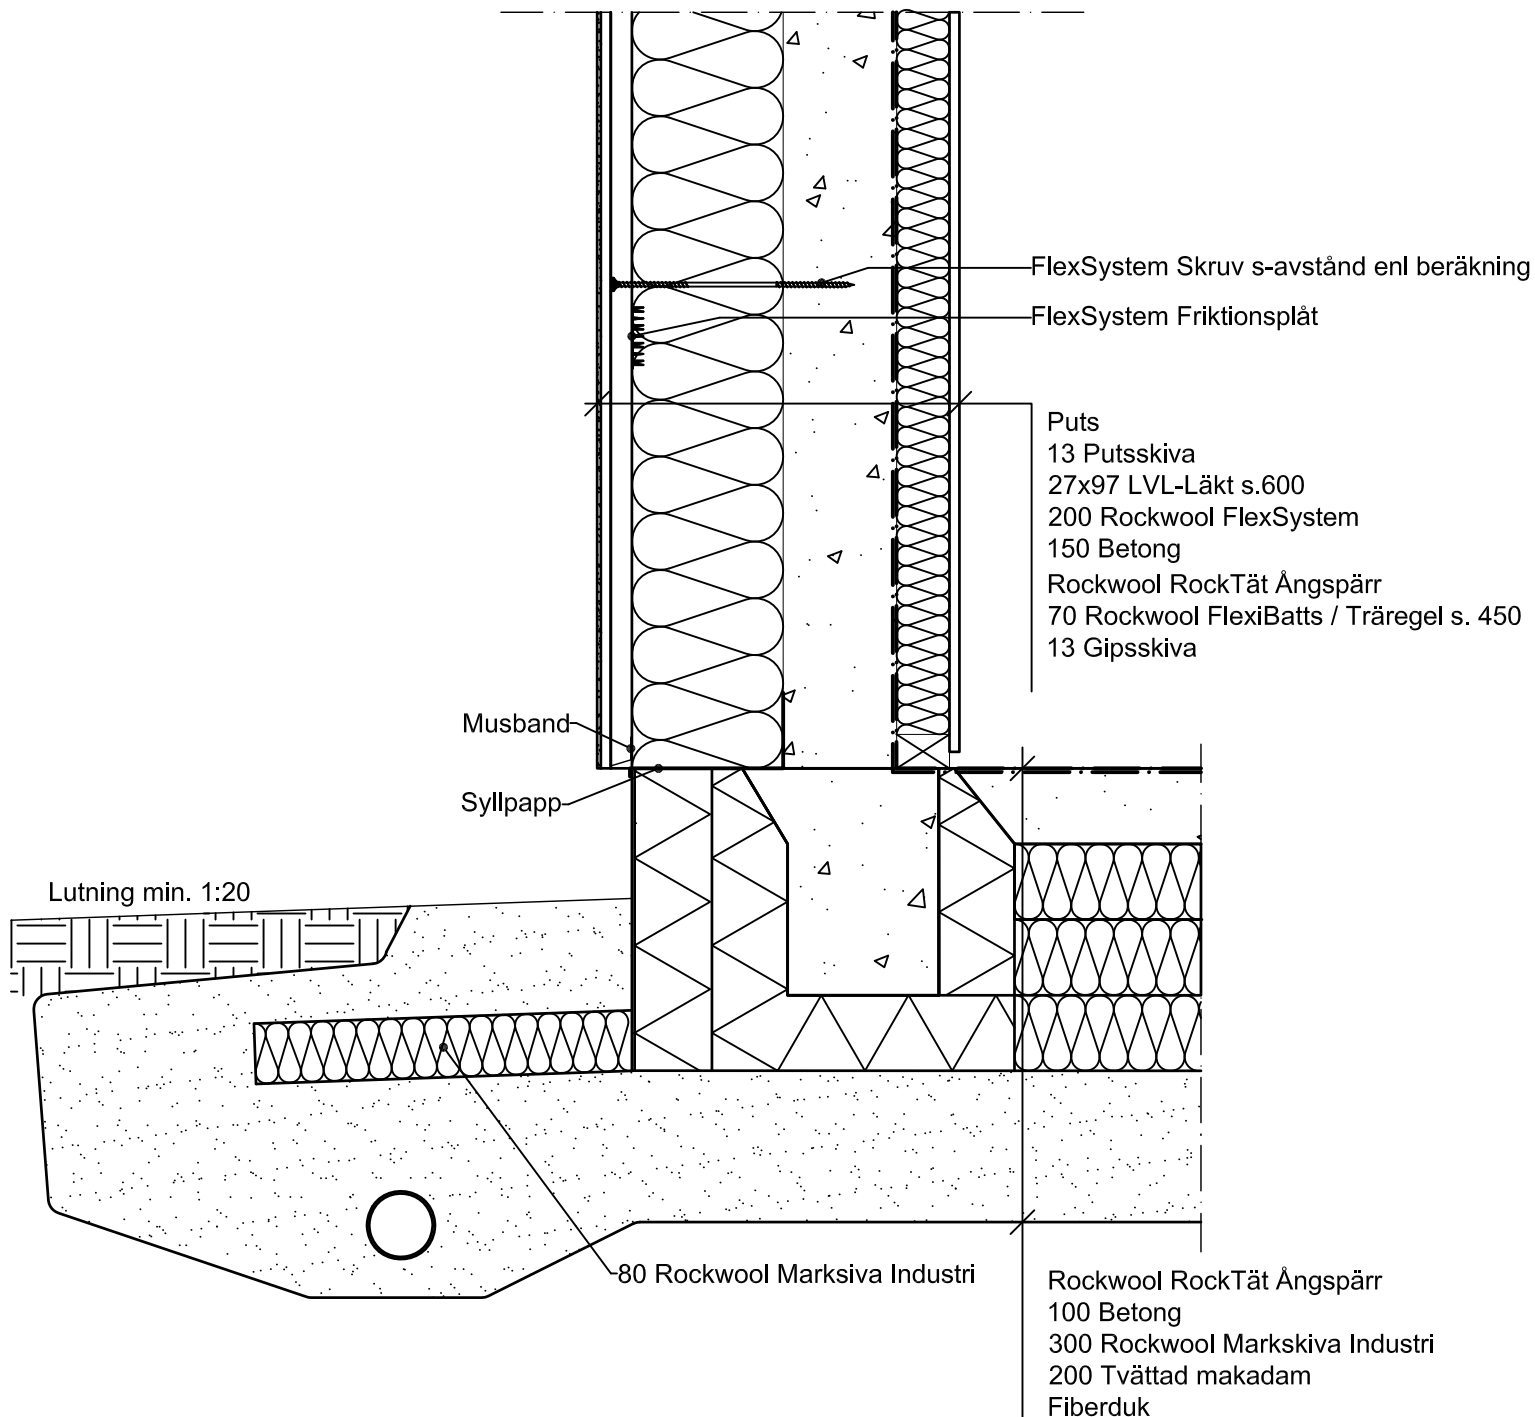 FlexSystem Skruv s-avstånd enl beräkning
FlexSystem Friktionsplåt
Puts
13 Putsskiva
27x97 LVL-Läkt s.600
200 Rockwool FlexSystem
150 Betong
Rockwool RockTät Ångspärr
70 Rockwool FlexiBatts / Träregel s. 450
13 Gipsskiva
Musband
Syllpapp
Lutning min. 1:20
80 Rockwool Marksiva Industri
Rockwool RockTät Ångspärr
100 Betong
300 Rockwool Markskiva Industri
200 Tvättad makadam
Fiberduk